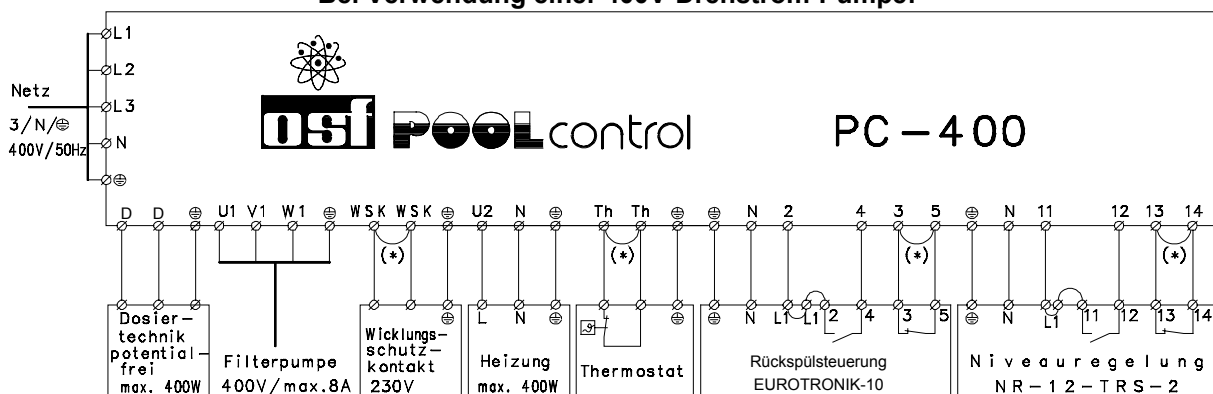 Bei Verwendung einer 400V-Drehstrom-Pumpe:
L1
L2
L3
N
Netz
3/N/⏚
400V/50Hz
osf POOLcontrol PC-400
D D ⏚ U1 V1 W1 ⏚ WSK WSK ⏚ U2 N ⏚ Th Th ⏚ ⏚ N 2 4 3 5 ⏚ N 11 12 13 14
(*) (*) (*) (*)
⏚ L N ⏚ ⏚ ⏚ N L1 L1 2 4 3 5 ⏚ N L1 11 12 13 14
Dosier-
technik
potential-
frei
max. 400W
Filterpumpe
400V/max.8A
Wicklungs-
schutz-
kontakt
230V
Heizung
max. 400W
Thermostat
Rückspülsteuerung
EUROTRONIK-10
Niveauregelung
NR-12-TRS-2